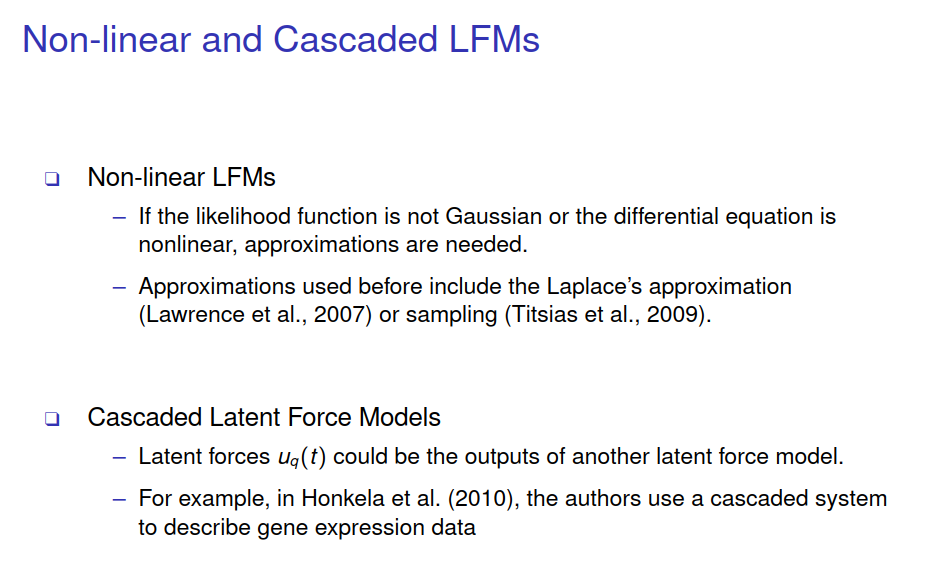 Non-linear and Cascaded LFMs
❑ Non-linear LFMs
– If the likelihood function is not Gaussian or the differential equation is
nonlinear, approximations are needed.
– Approximations used before include the Laplace's approximation
(Lawrence et al., 2007) or sampling (Titsias et al., 2009).
❑ Cascaded Latent Force Models
– Latent forces u_q(t) could be the outputs of another latent force model.
– For example, in Honkela et al. (2010), the authors use a cascaded system
to describe gene expression data